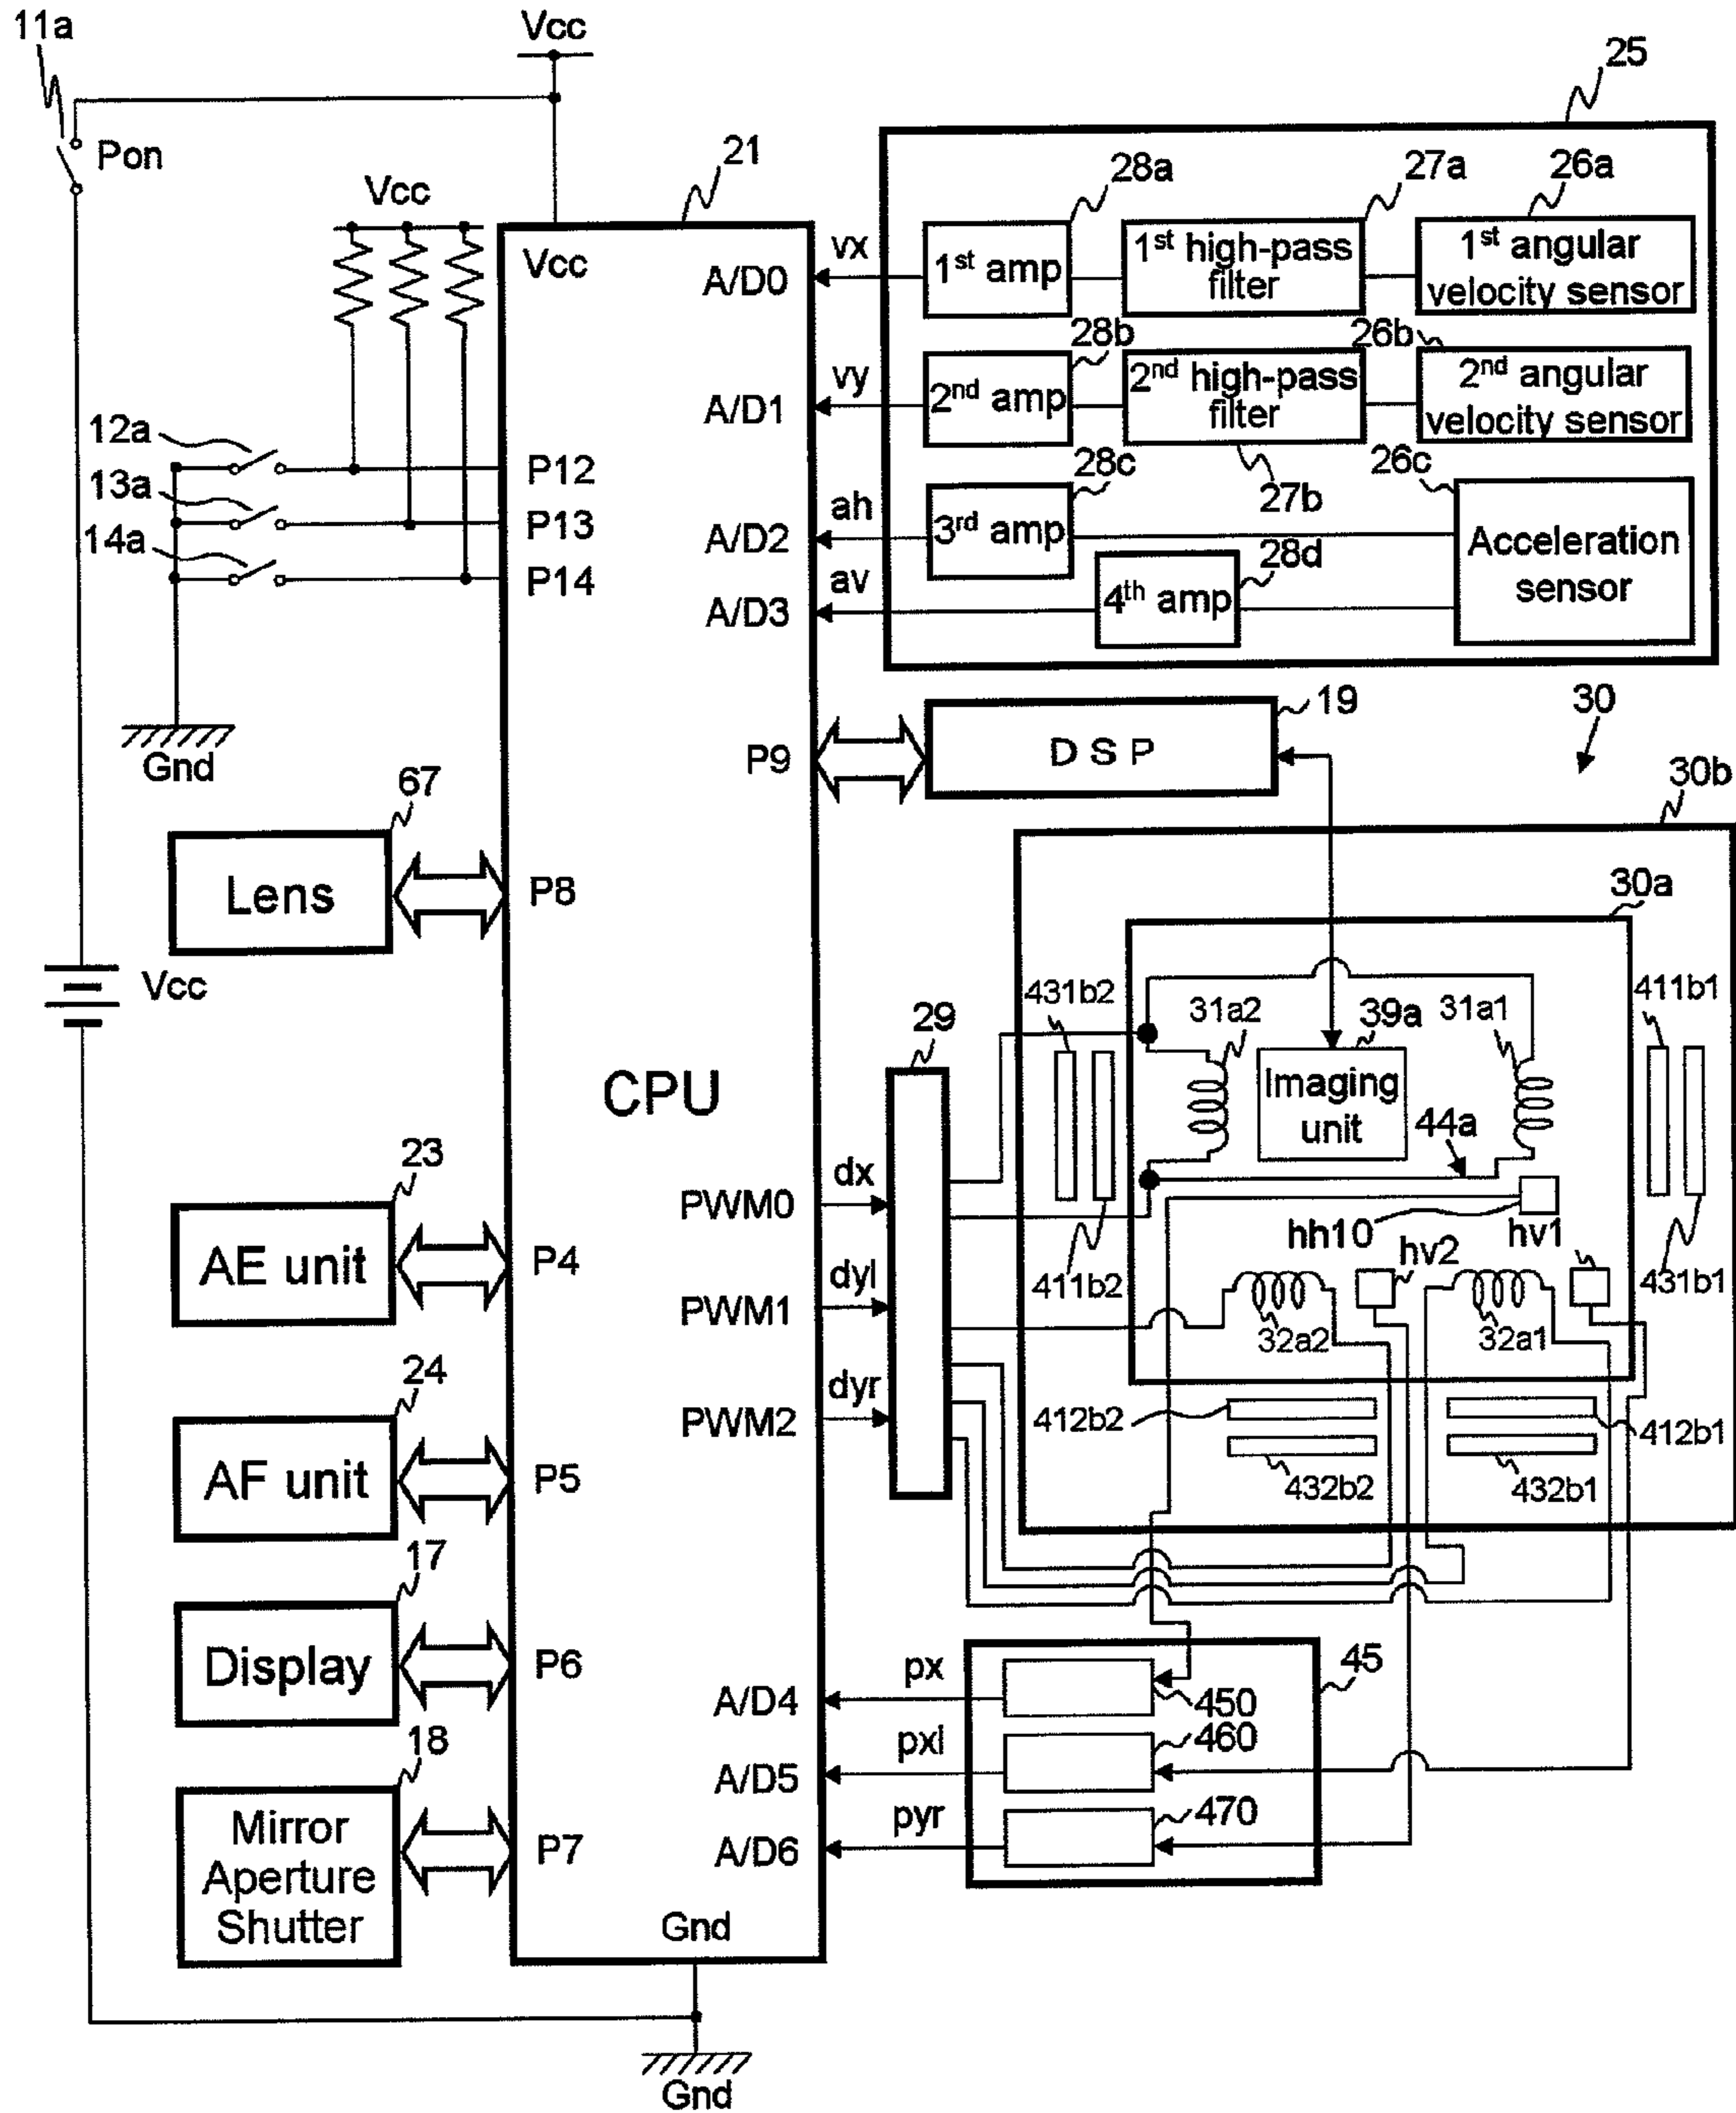 11a
Vcc
Pon
21
Vcc
25
28a
27a
26a
Vcc
vx
A/D0
1st amp
1st high-pass
filter
1st angular
velocity sensor
28b
26b
vy
A/D1
2nd amp
2nd high-pass
filter
2nd angular
velocity sensor
12a
P12
28c
27b
26c
13a
P13
ah
A/D2
3rd amp
14a
P14
av
A/D3
4th amp
28d
Acceleration
sensor
Gnd
P9
19
DSP
30
30b
67
Lens
P8
30a
Vcc
29
431b2
31a2
39a
31a1
411b1
Imaging
unit
CPU
44a
23
dx
PWM0
411b2
hh10
hv2
hv1
431b1
AE unit
P4
dyl
PWM1
32a2
32a1
24
dyr
PWM2
412b2
412b1
AF unit
P5
432b2
432b1
17
Display
P6
px
A/D4
450
45
18
pxl
A/D5
460
Mirror
Aperture
Shutter
P7
pyr
A/D6
470
Gnd
Gnd